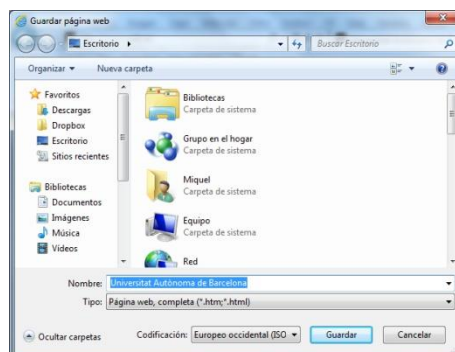 Guardar página web
Escritorio
Buscar Escritorio
Organizar
Nueva carpeta
Favoritos
Descargas
Dropbox
Escritorio
Sitios recientes
Bibliotecas
Documentos
Imágenes
Música
Vídeos
Bibliotecas
Carpeta de sistema
Grupo en el hogar
Carpeta de sistema
Miquel
Carpeta de sistema
Equipo
Carpeta de sistema
Red
Nombre: Universitat Autònoma de Barcelona
Tipo: Página web, completa (*.htm;*.html)
Ocultar carpetas
Codificación: Europeo occidental (ISO
Guardar
Cancelar